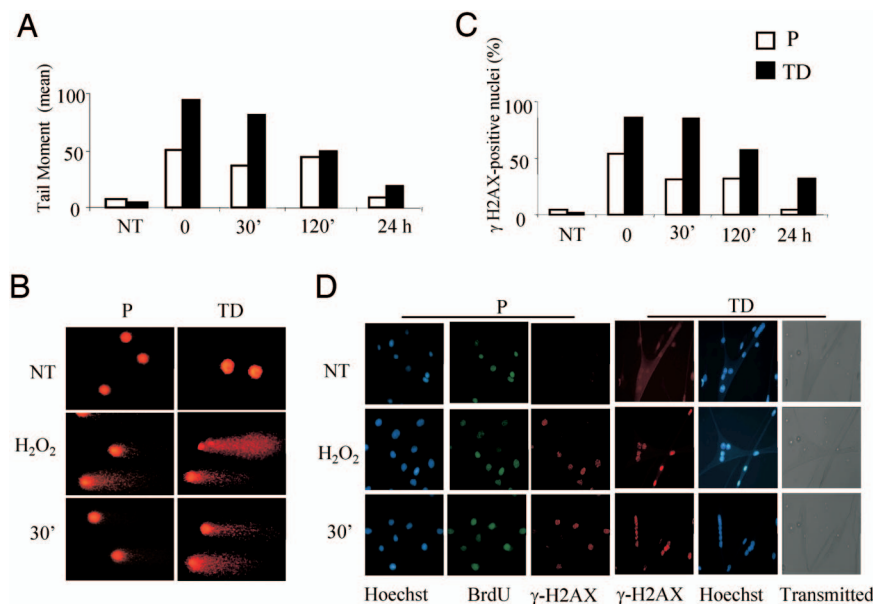 A
Tail Moment (mean)
100
50
0
NT 0 30' 120' 24 h
C
P
TD
γ H2AX-positive nuclei (%)
100
50
0
NT 0 30' 120' 24 h
B
P TD
NT
H₂O₂
30'
D
P TD
NT
H₂O₂
30'
Hoechst BrdU γ-H2AX γ-H2AX Hoechst Transmitted